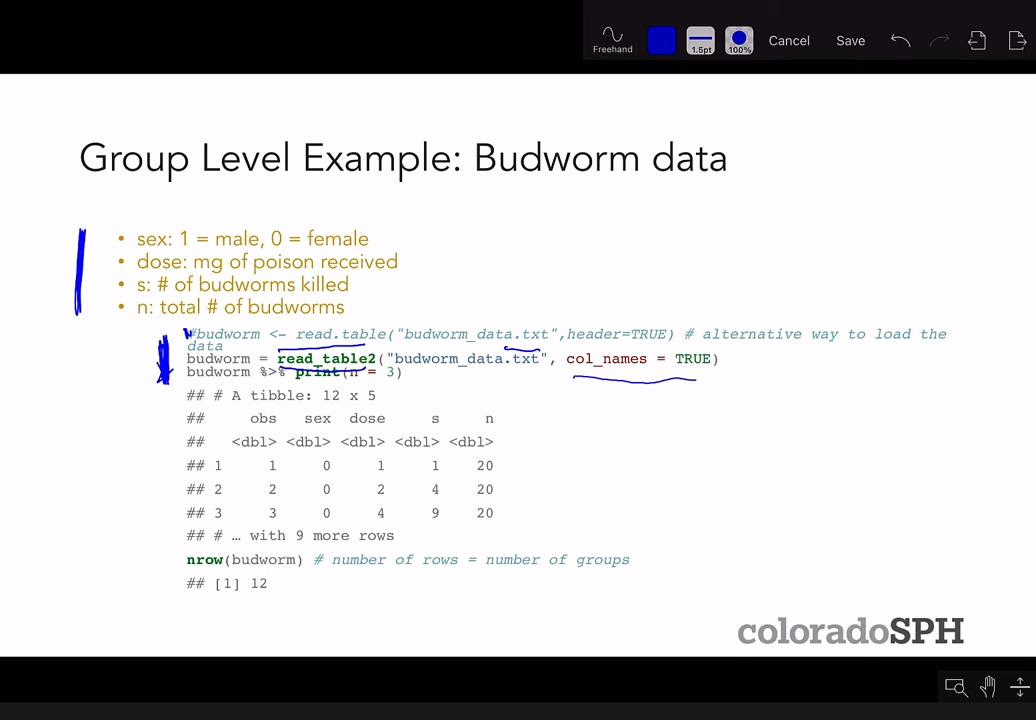 Freehand
1.5pt
100%
Cancel
Save
Group Level Example: Budworm data
• sex: 1 = male, 0 = female
• dose: mg of poison received
• s: # of budworms killed
• n: total # of budworms
#budworm <- read.table("budworm_data.txt",header=TRUE) # alternative way to load the
data
budworm = read_table2("budworm_data.txt", col_names = TRUE)
budworm %>% print(n = 3)
## # A tibble: 12 x 5
## obs sex dose s n
## <dbl> <dbl> <dbl> <dbl> <dbl>
## 1 1 0 1 1 20
## 2 2 0 2 4 20
## 3 3 0 4 9 20
## # … with 9 more rows
nrow(budworm) # number of rows = number of groups
## [1] 12
coloradoSPH